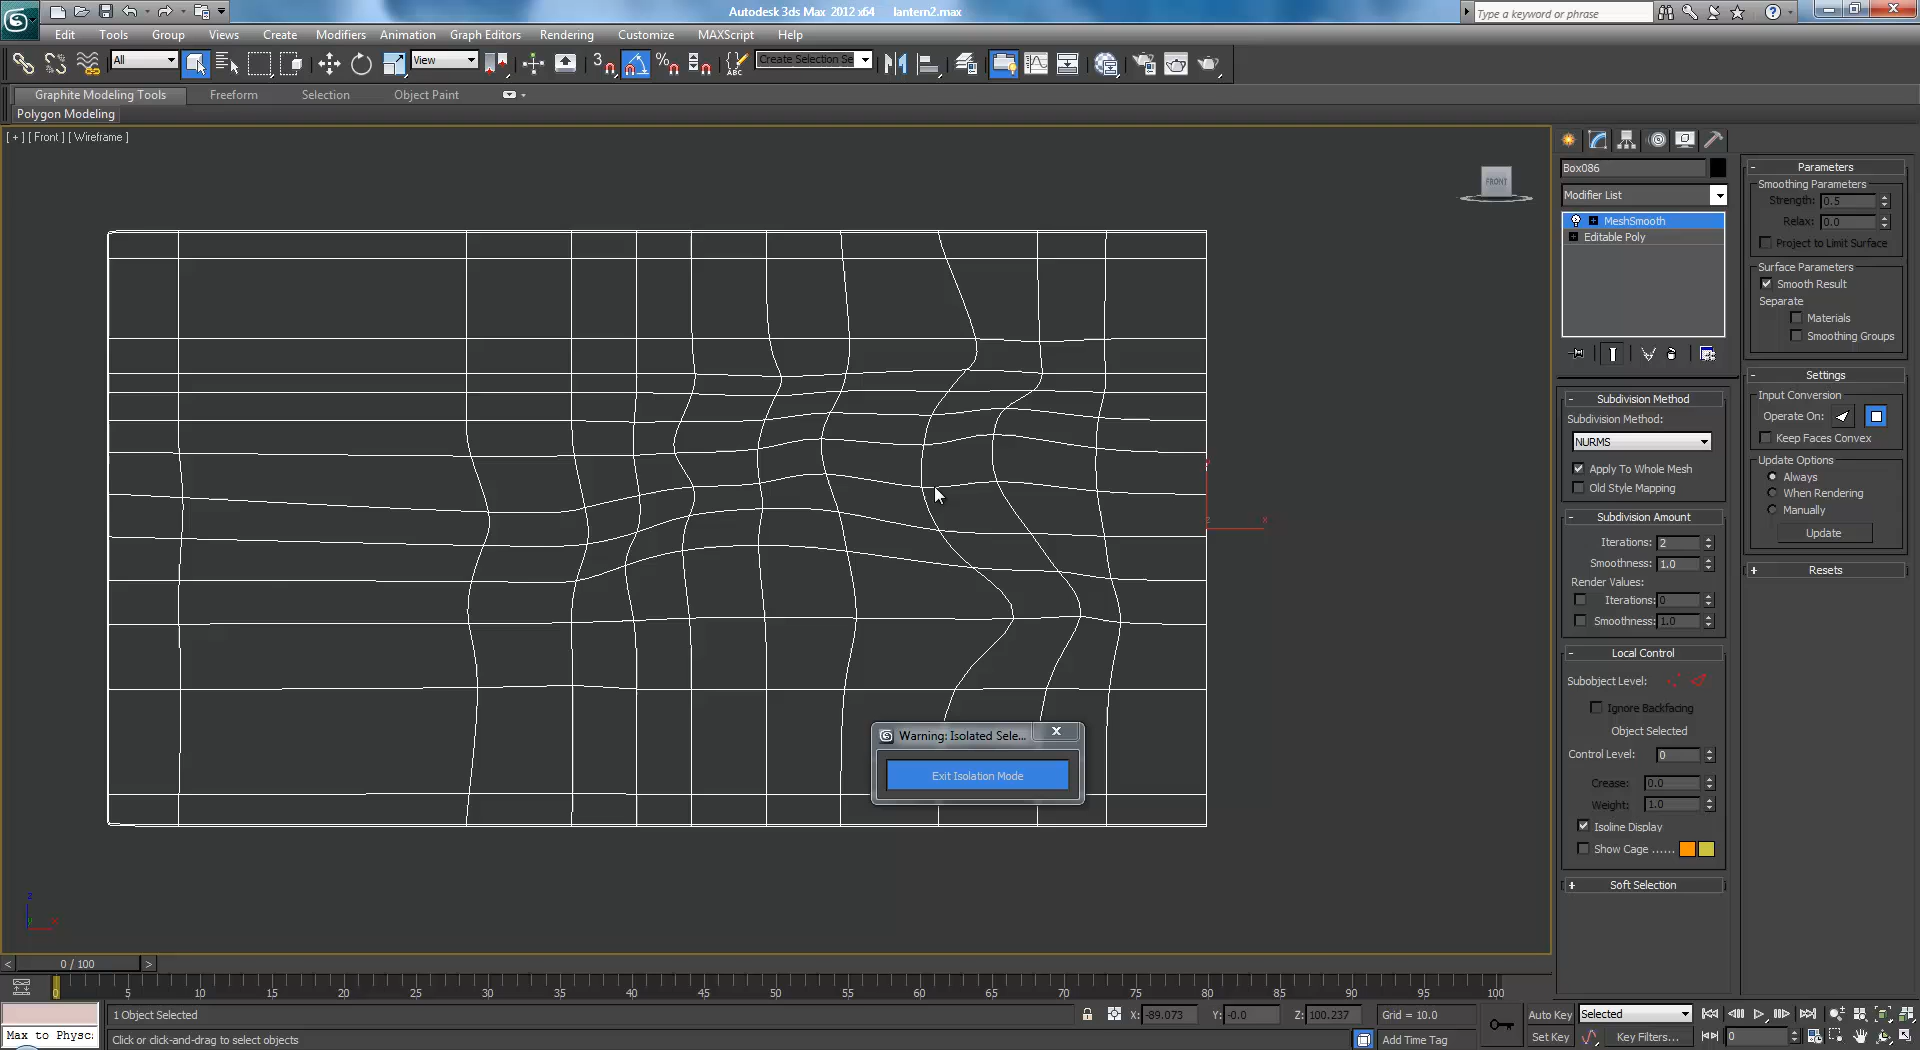 Autodesk 3ds Max 2012 x64 lantern2.max
Type a keyword or phrase
Edit Tools Group Views Create Modifiers Animation Graph Editors Rendering Customize MAXScript Help
All View Create Selection Se
Graphite Modeling Tools Freeform Selection Object Paint
Polygon Modeling
[ + ] [ Front ] [ Wireframe ]
FRONT
Box086
Modifier List
MeshSmooth
Editable Poly
- Subdivision Method
Subdivision Method:
NURMS
Apply To Whole Mesh
Old Style Mapping
- Subdivision Amount
Iterations: 2
Smoothness: 1.0
Render Values:
Iterations: 0
Smoothness: 1.0
- Local Control
Subobject Level:
Ignore Backfacing
Object Selected
Control Level: 0
Crease: 0.0
Weight: 1.0
Isoline Display
Show Cage ......
+ Soft Selection
- Parameters
Smoothing Parameters
Strength: 0.5
Relax: 0.0
Project to Limit Surface
Surface Parameters
Smooth Result
Separate
Materials
Smoothing Groups
- Settings
Input Conversion
Operate On:
Keep Faces Convex
Update Options
Always
When Rendering
Manually
Update
+ Resets
x
Warning: Isolated Sele...
Exit Isolation Mode
z
x
< 0 / 100 >
0 5 10 15 20 25 30 35 40 45 50 55 60 65 70 75 80 85 90 95 100
1 Object Selected X: -89.073 Y: -0.0 Z: 100.237 Grid = 10.0 Auto Key Selected
Max to Physc: Click or click-and-drag to select objects Add Time Tag Set Key Key Filters... 0